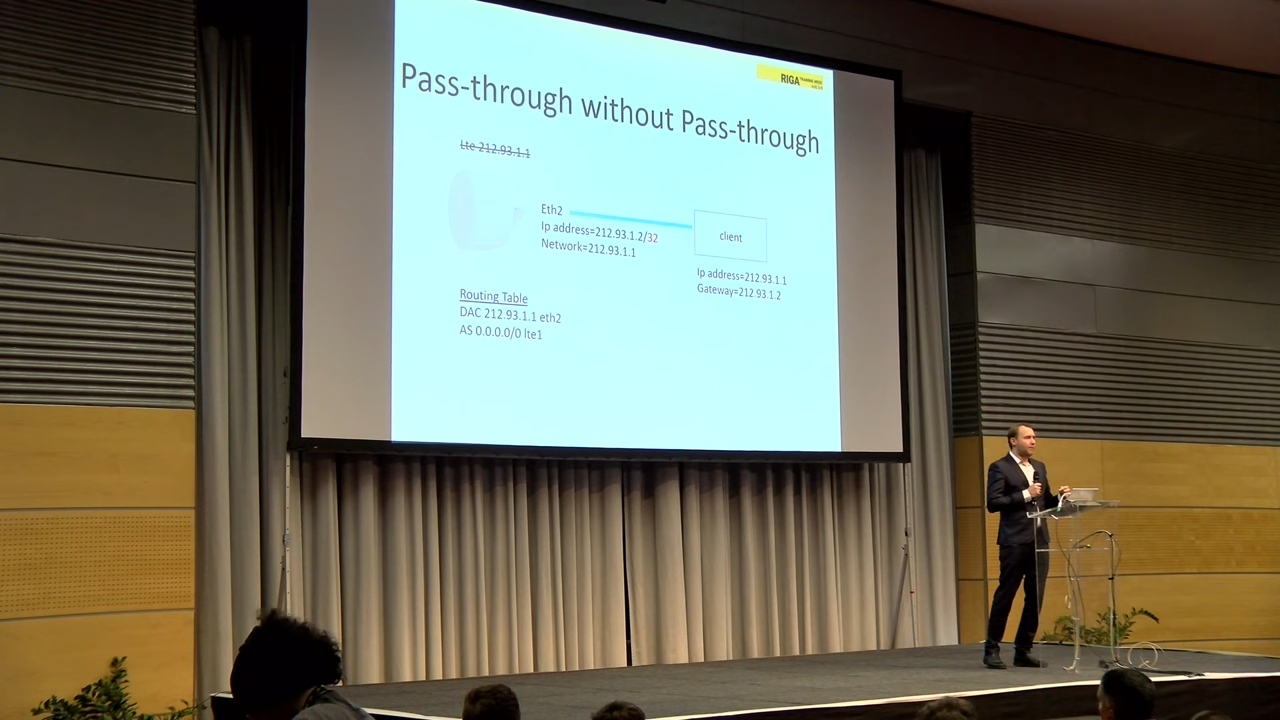 RIGA
Pass-through without Pass-through
Lte 212.93.1.1
Eth2
Ip address=212.93.1.2/32
Network=212.93.1.1
client
Ip address=212.93.1.1
Gateway=212.93.1.2
Routing Table
DAC 212.93.1.1 eth2
AS 0.0.0.0/0 lte1